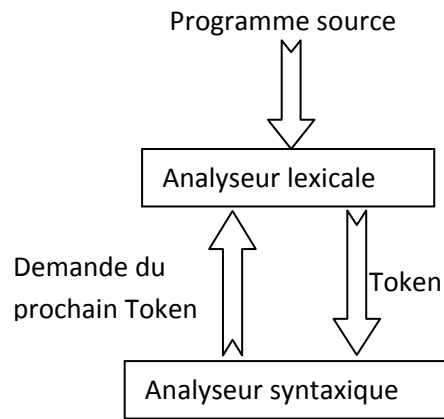 Programme source
Analyseur lexicale
Demande du
prochain Token
Token
Analyseur syntaxique